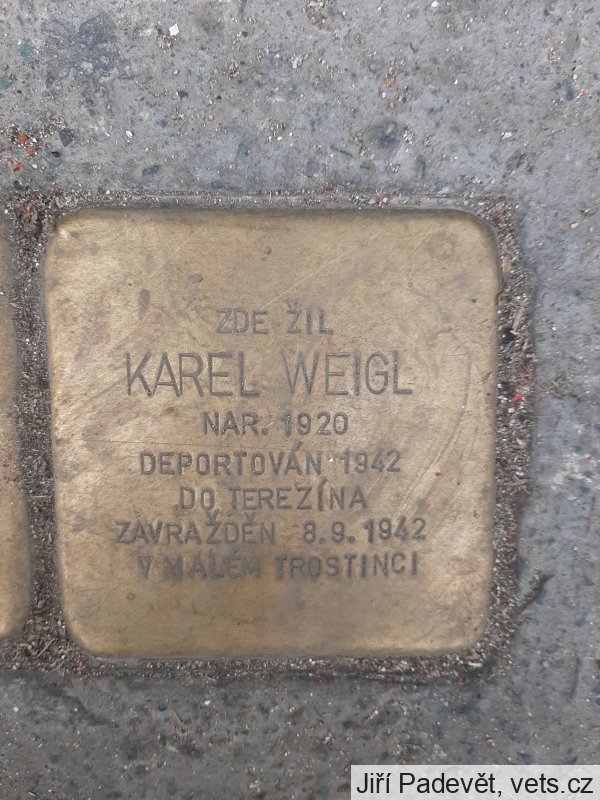 ZDE ŽIL
KAREL WEIGL
NAR. 1920
DEPORTOVÁN 1942
DO TEREZÍNA
ZAVRAŽDĚN 8.9.1942
V MALÉM TROSTINCI
Jiří Padevět, vets.cz